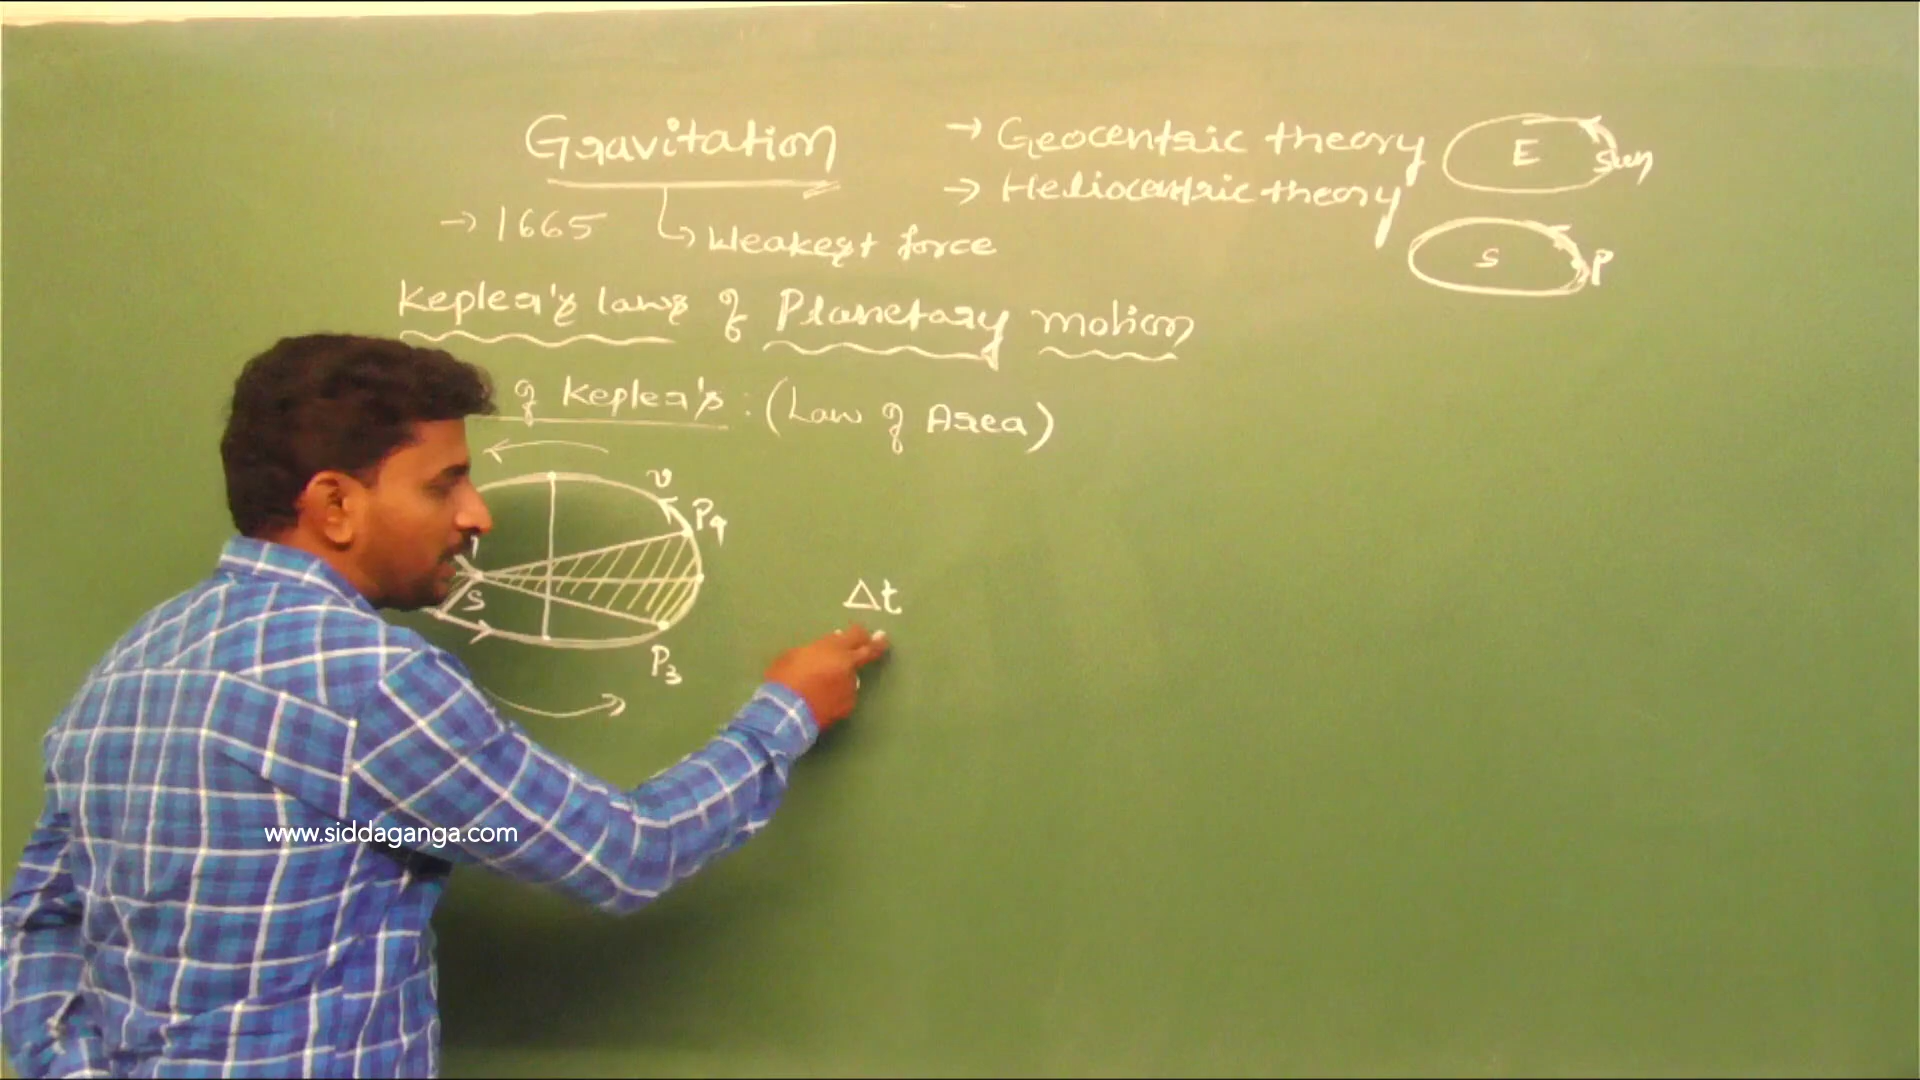 Gravitation
→ Geocentric theory
E
Sun
→ Heliocentric theory
S
P
→ 1665
↳ Weakest force
Kepler's laws of Planetary motion
of Kepler's : (Law of Area)
v
P4
S
Δt
P3
www.siddaganga.com